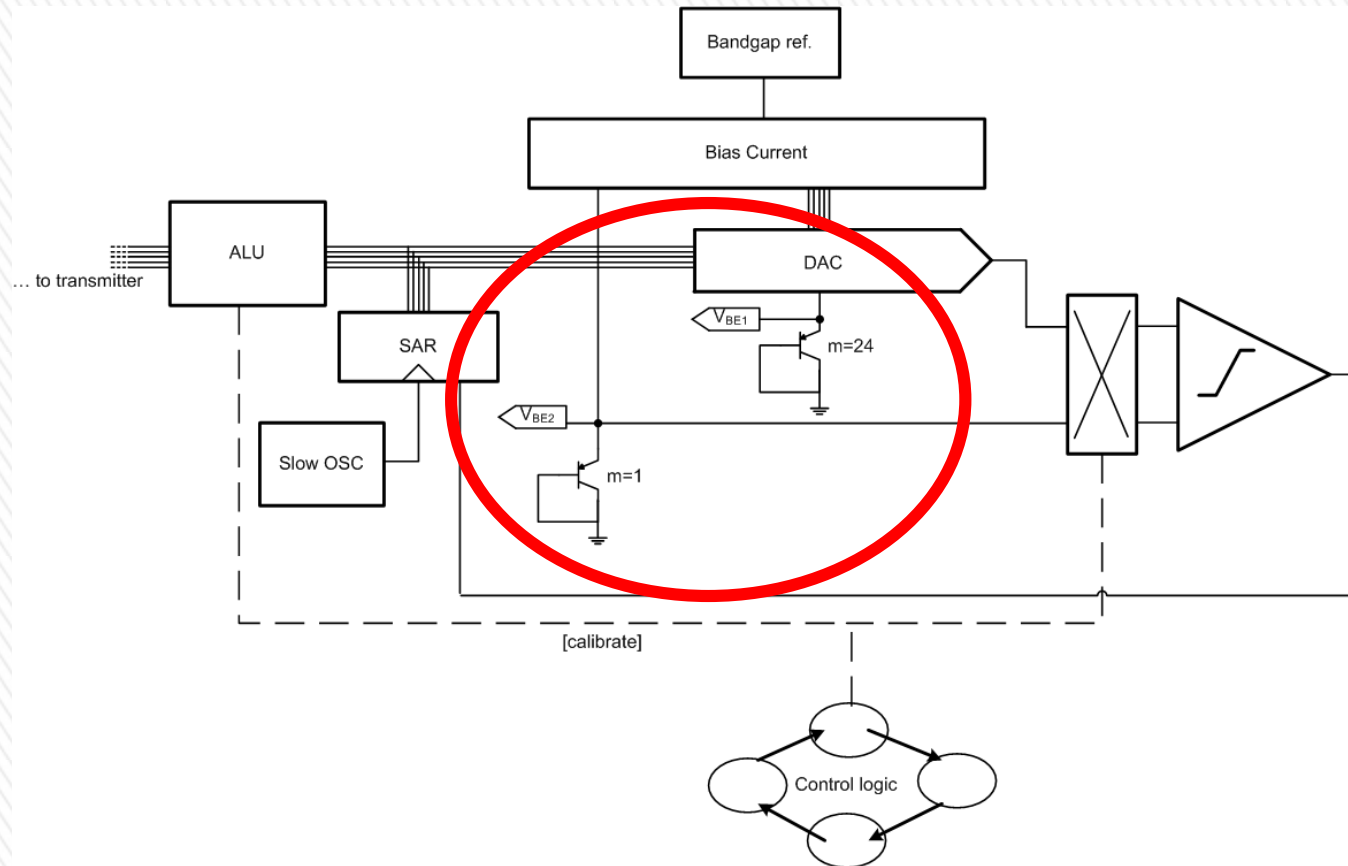 Bandgap ref.
Bias Current
ALU
DAC
... to transmitter
VBE1
SAR
m=24
VBE2
Slow OSC
m=1
[calibrate]
Control logic